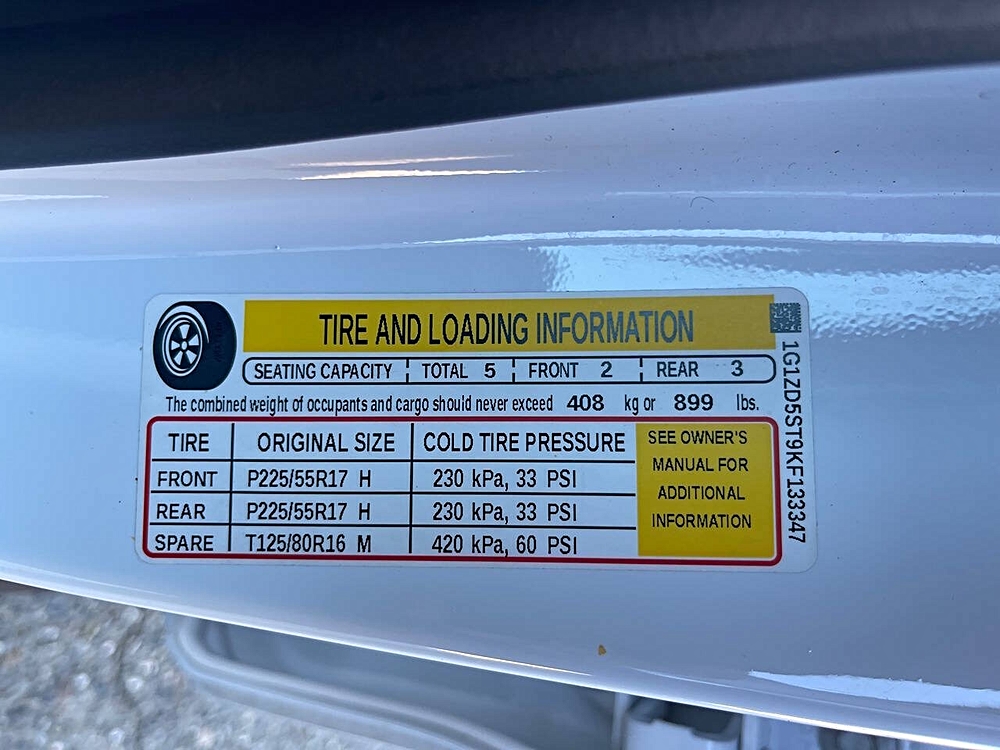 TIRE AND LOADING INFORMATION
SEATING CAPACITY TOTAL 5 FRONT 2 REAR 3
The combined weight of occupants and cargo should never exceed 408 kg or 899 lbs.
TIRE ORIGINAL SIZE COLD TIRE PRESSURE
FRONT P225/55R17 H 230 kPa, 33 PSI
REAR P225/55R17 H 230 kPa, 33 PSI
SPARE T125/80R16 M 420 kPa, 60 PSI
SEE OWNER'S
MANUAL FOR
ADDITIONAL
INFORMATION
1G1ZD5ST9KF133347